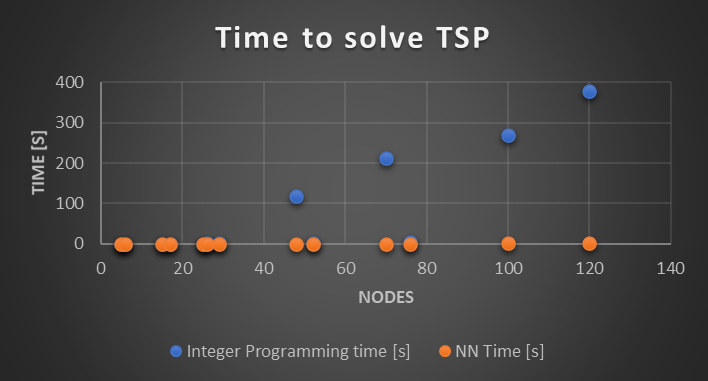 Time to solve TSP
TIME [S]
400
300
200
100
0
0 20 40 60 80 100 120 140
NODES
Integer Programming time [s] NN Time [s]